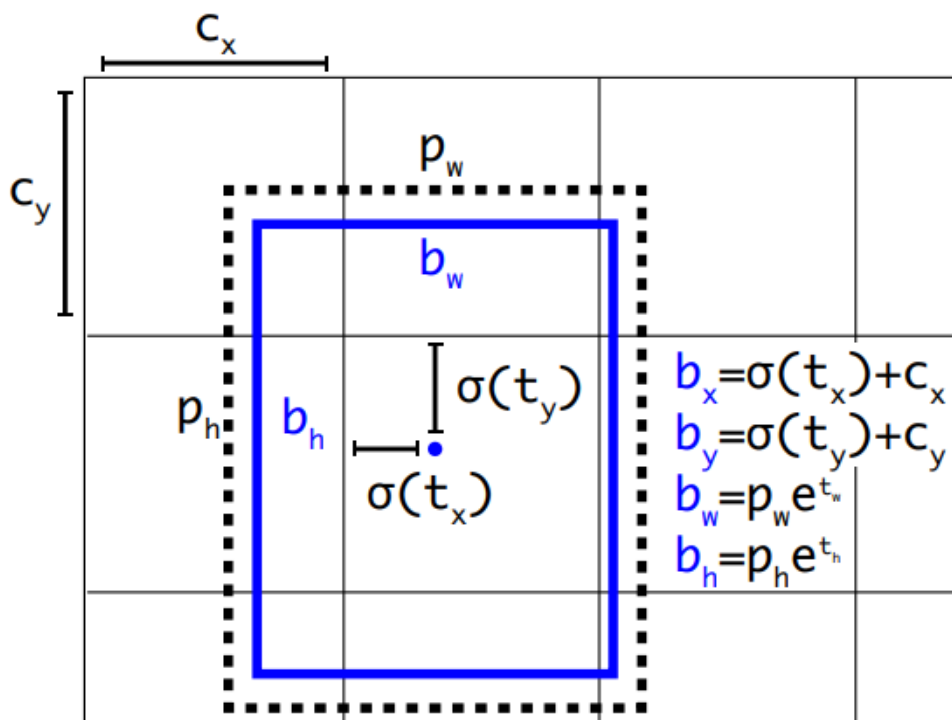 cx
pw
cy
bw
bx=σ(tx)+cx
σ(ty)
ph
bh
by=σ(ty)+cy
σ(tx)
bw=pwe^tw
bh=phe^th